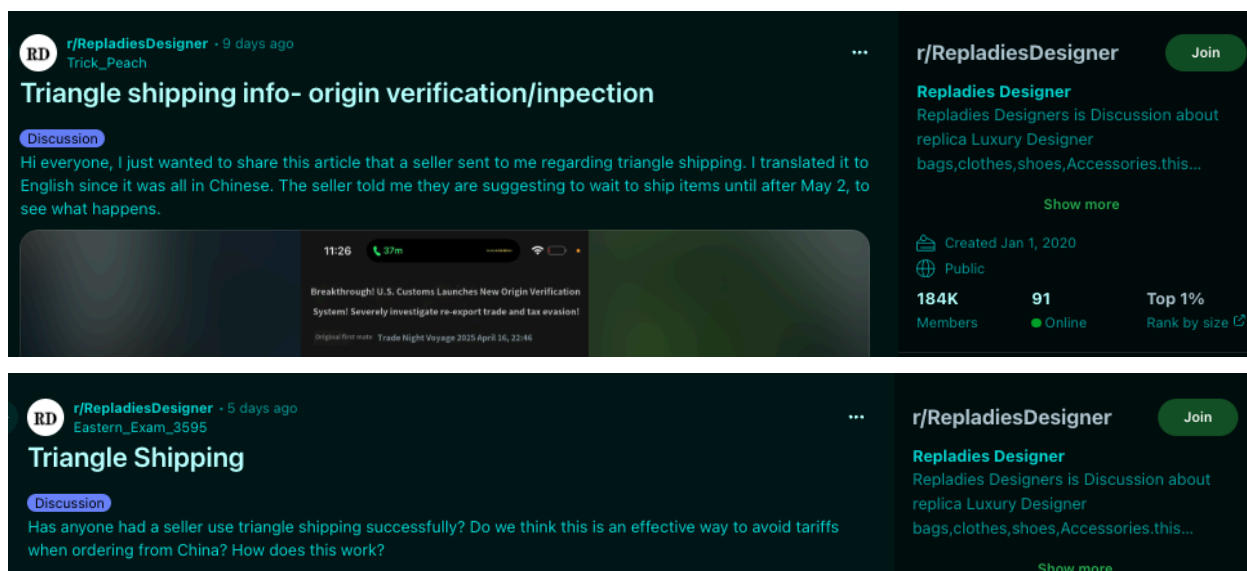 RD
r/RepladiesDesigner • 9 days ago
Trick_Peach
Triangle shipping info- origin verification/inpection
Discussion
Hi everyone, I just wanted to share this article that a seller sent to me regarding triangle shipping. I translated it to
English since it was all in Chinese. The seller told me they are suggesting to wait to ship items until after May 2, to
see what happens.
11:26 37m
Breakthrough! U.S. Customs Launches New Origin Verification
System! Severely investigate re-export trade and tax evasion!
Original first mate Trade Night Voyage 2025 April 16, 22:46
r/RepladiesDesigner
Join
Repladies Designer
Repladies Designers is Discussion about
replica Luxury Designer
bags,clothes,shoes,Accessories.this...
Show more
Created Jan 1, 2020
Public
184K 91 Top 1%
Members Online Rank by size
RD
r/RepladiesDesigner • 5 days ago
Eastern_Exam_3595
Triangle Shipping
Discussion
Has anyone had a seller use triangle shipping successfully? Do we think this is an effective way to avoid tariffs
when ordering from China? How does this work?
r/RepladiesDesigner
Join
Repladies Designer
Repladies Designers is Discussion about
replica Luxury Designer
bags,clothes,shoes,Accessories.this...
Show more